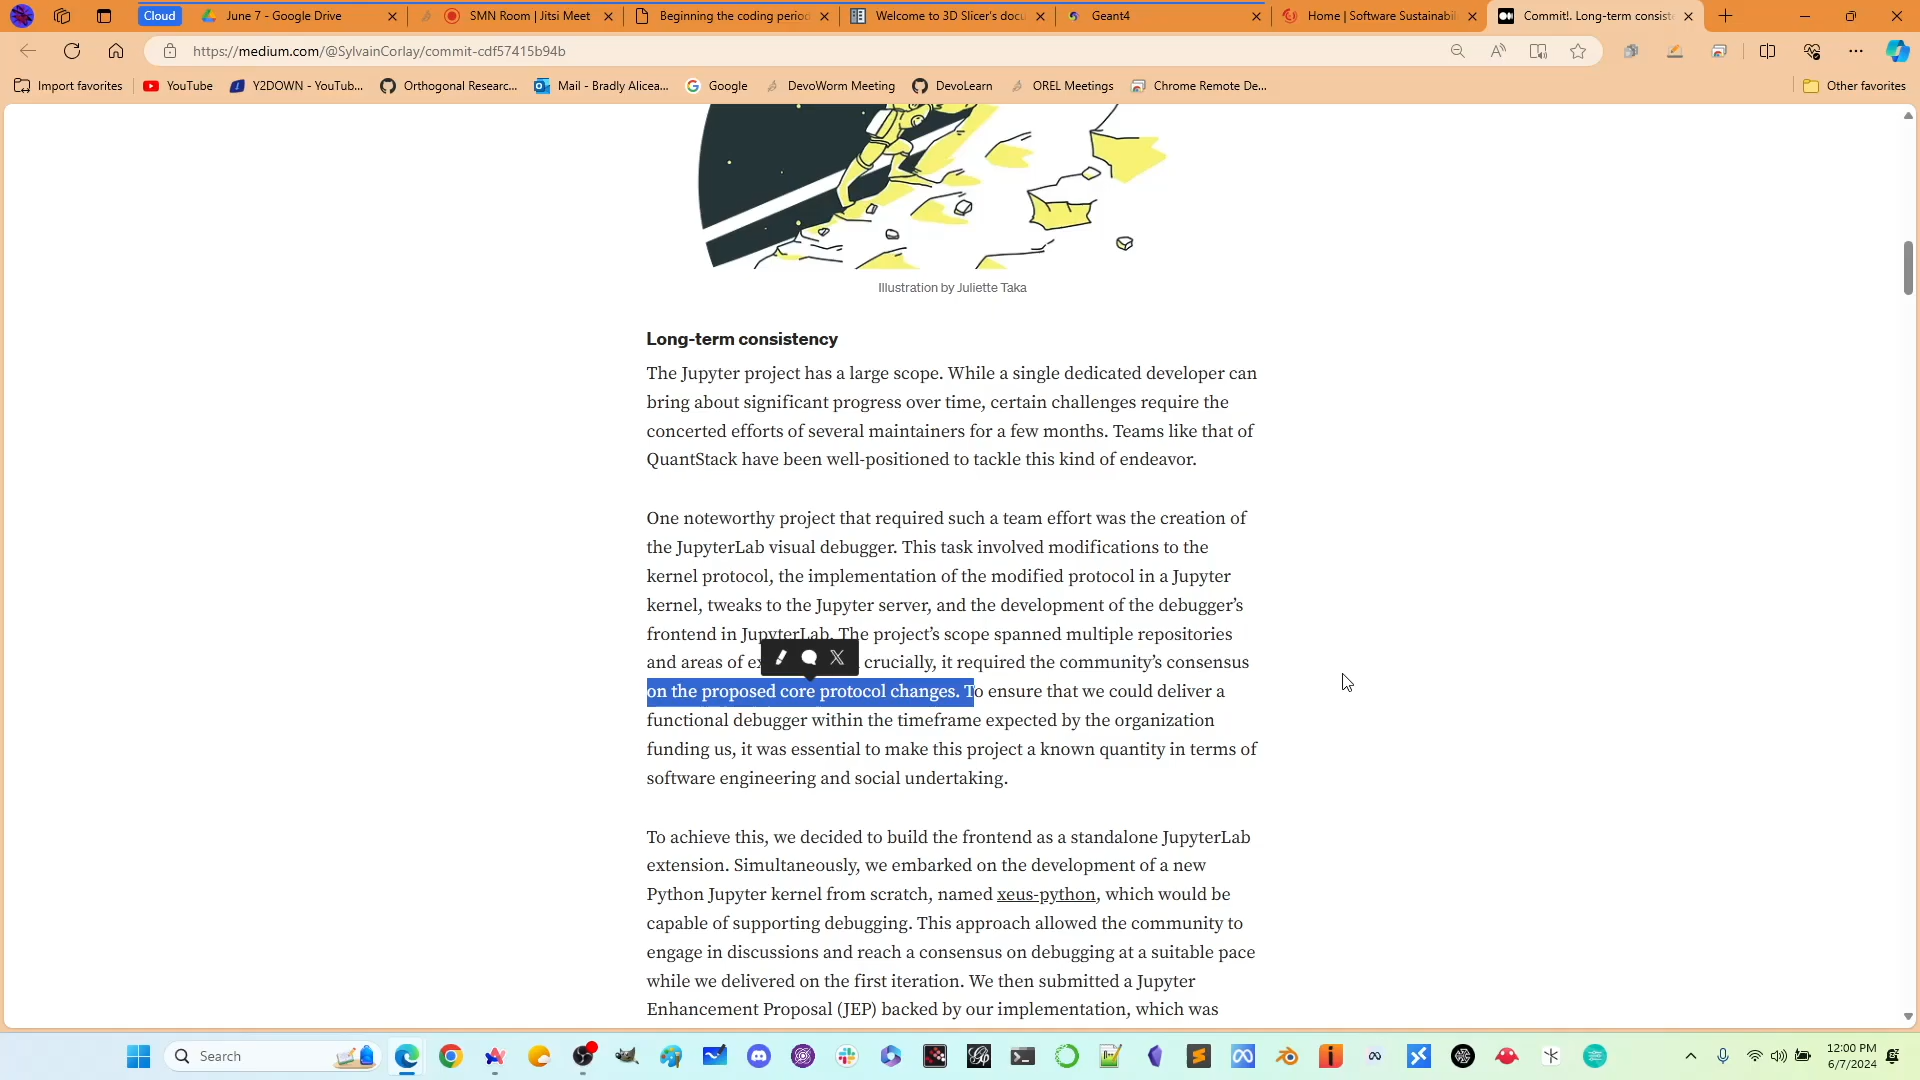 Cloud
June 7 - Google Drive
SMN Room | Jitsi Meet
Beginning the coding period
Welcome to 3D Slicer's docu
Geant4
Home | Software Sustainabil
Commit!. Long-term consiste
https://medium.com/@SylvainCorlay/commit-cdf57415b94b
Import favorites
YouTube
Y2DOWN - YouTub...
Orthogonal Researc...
Mail - Bradly Alicea...
Google
DevoWorm Meeting
DevoLearn
OREL Meetings
Chrome Remote De...
Other favorites
Illustration by Juliette Taka
Long-term consistency
The Jupyter project has a large scope. While a single dedicated developer can
bring about significant progress over time, certain challenges require the
concerted efforts of several maintainers for a few months. Teams like that of
QuantStack have been well-positioned to tackle this kind of endeavor.
One noteworthy project that required such a team effort was the creation of
the JupyterLab visual debugger. This task involved modifications to the
kernel protocol, the implementation of the modified protocol in a Jupyter
kernel, tweaks to the Jupyter server, and the development of the debugger’s
frontend in JupyterLab. The project’s scope spanned multiple repositories
and areas of ex crucially, it required the community’s consensus
on the proposed core protocol changes. To ensure that we could deliver a
functional debugger within the timeframe expected by the organization
funding us, it was essential to make this project a known quantity in terms of
software engineering and social undertaking.
To achieve this, we decided to build the frontend as a standalone JupyterLab
extension. Simultaneously, we embarked on the development of a new
Python Jupyter kernel from scratch, named xeus-python, which would be
capable of supporting debugging. This approach allowed the community to
engage in discussions and reach a consensus on debugging at a suitable pace
while we delivered on the first iteration. We then submitted a Jupyter
Enhancement Proposal (JEP) backed by our implementation, which was
Search
12:00 PM
6/7/2024